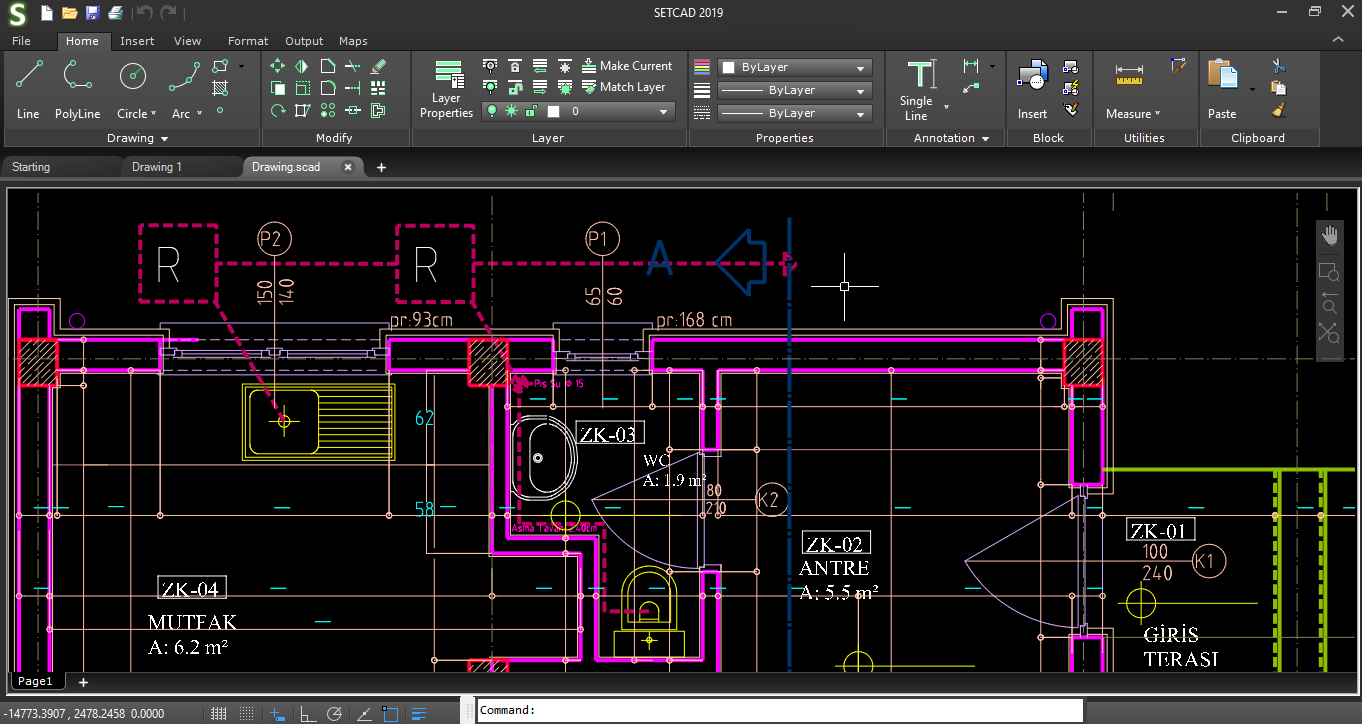 S
SETCAD 2019
File Home Insert View Format Output Maps
Line PolyLine Circle Arc
Drawing
Modify
Layer
Properties
Make Current
Match Layer
0
Layer
ByLayer
ByLayer
ByLayer
Properties
Single
Line
Annotation
Insert
Block
Measure
Utilities
Paste
Clipboard
Starting Drawing 1 Drawing.scad
R P2 R P1 A
150 140 65 60
pr:93cm pr:168 cm
Pis Su Φ 15
62
ZK-03
WC
A: 1.9 m²
80
210
K2
58
Asma Tavan
40cm
ZK-02
ANTRE
A: 5.5 m²
ZK-01
100
240
K1
ZK-04
MUTFAK
A: 6.2 m²
GİRİS
TERASI
Page1
-14773.3907 , 2478.2458 0.0000
Command: